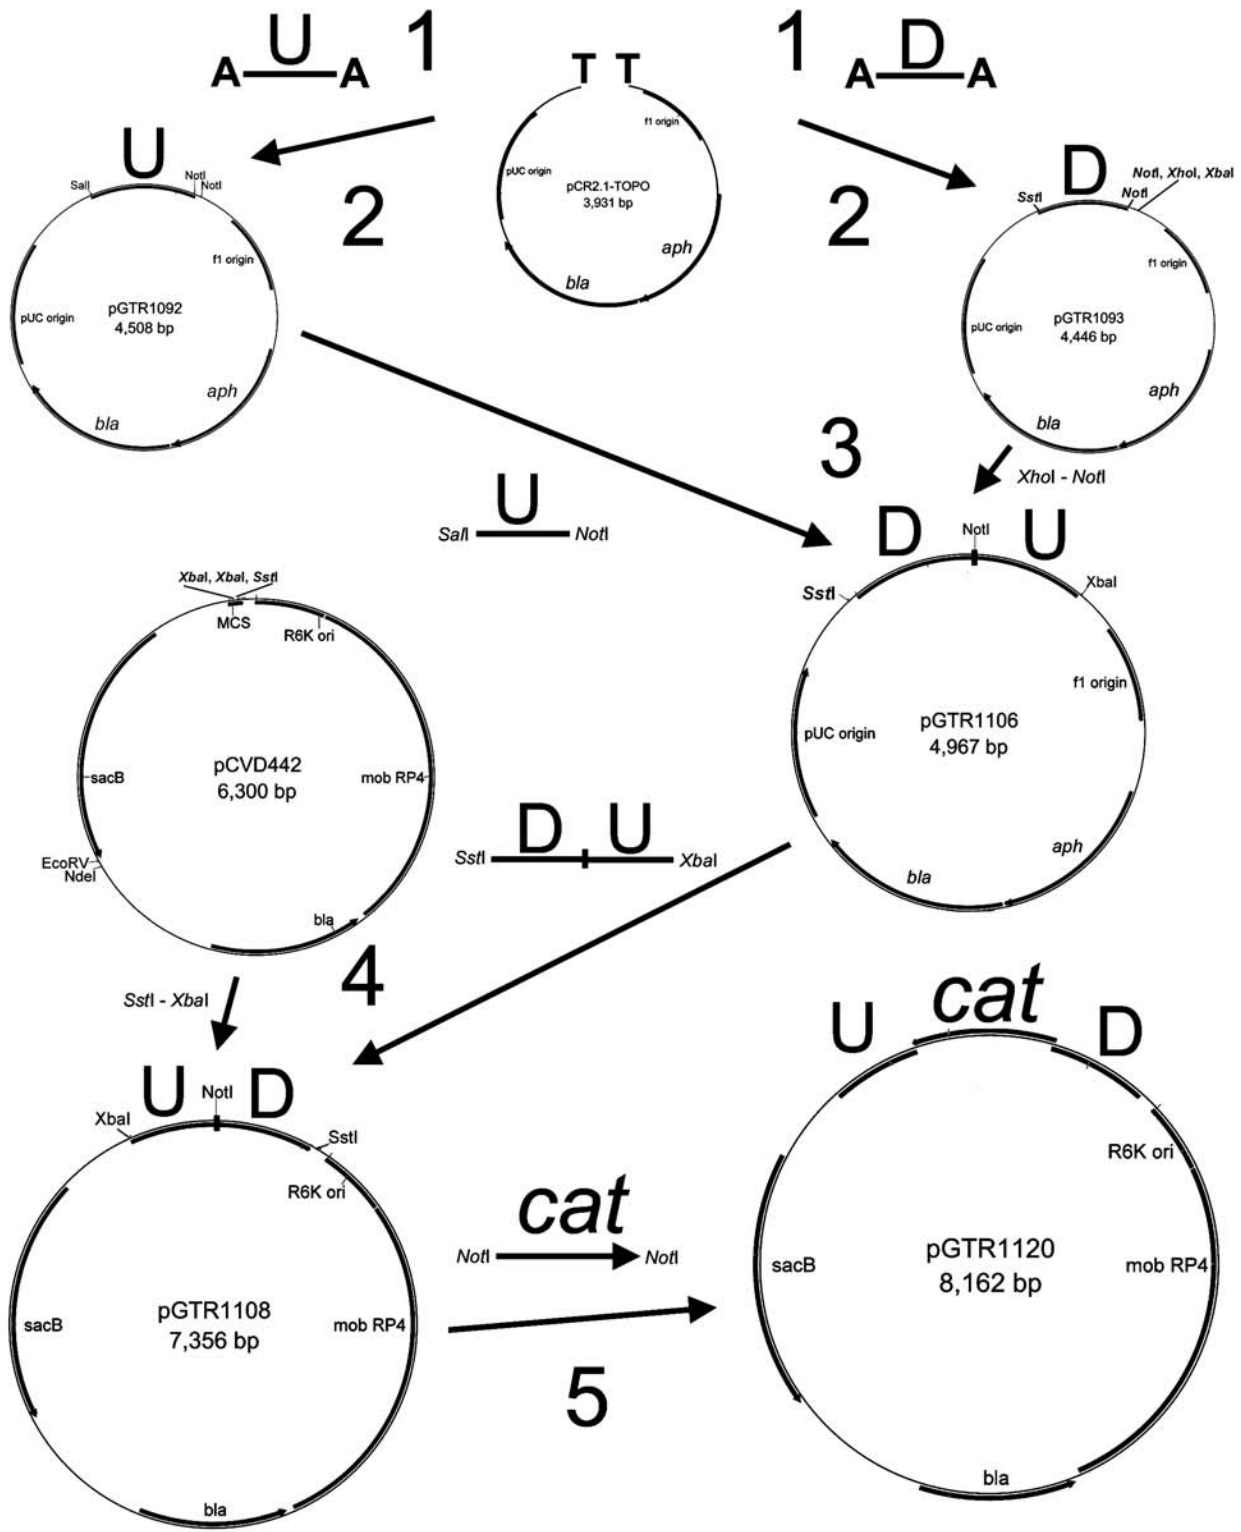 U
A A
1
T T
1
D
A A
f1 origin
pUC origin
pCR2.1-TOPO
3,931 bp
aph
bla
U
SalI
NotI
NotI
2
f1 origin
pUC origin
pGTR1092
4,508 bp
aph
bla
2
D
NotI, XhoI, XbaI
SstI
NotI
f1 origin
pUC origin
pGTR1093
4,446 bp
aph
bla
3
XhoI - NotI
U
SalI NotI
D
NotI
U
SstI
XbaI
f1 origin
pUC origin
pGTR1106
4,967 bp
aph
bla
XbaI, XbaI, SstI
MCS
R6K ori
sacB
pCVD442
6,300 bp
mob RP4
EcoRV
NdeI
bla
D U
SstI XbaI
4
SstI - XbaI
U
NotI
D
XbaI
SstI
R6K ori
sacB
pGTR1108
7,356 bp
mob RP4
bla
cat
NotI NotI
5
cat
U
D
R6K ori
sacB
pGTR1120
8,162 bp
mob RP4
bla